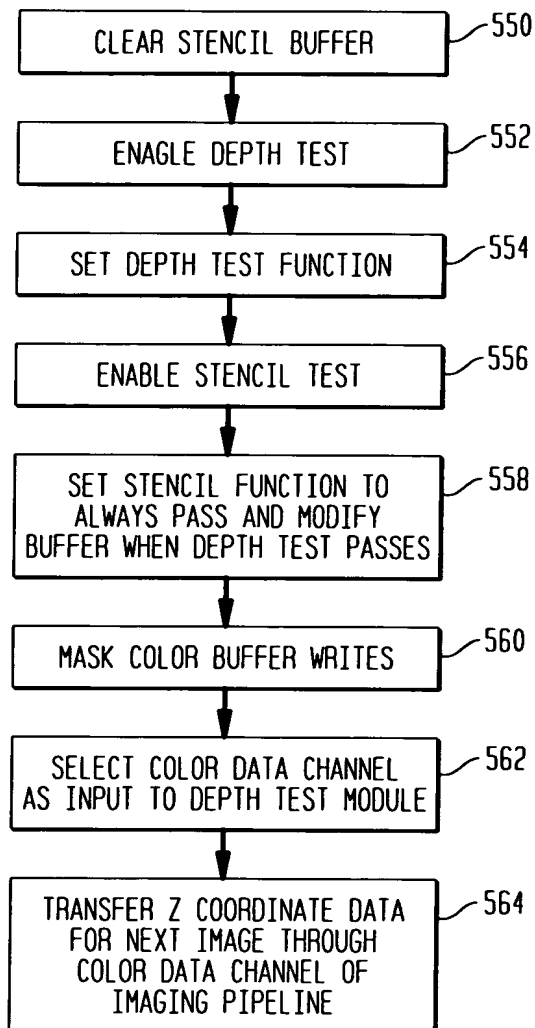 CLEAR STENCIL BUFFER
550
ENAGLE DEPTH TEST
552
SET DEPTH TEST FUNCTION
554
ENABLE STENCIL TEST
556
SET STENCIL FUNCTION TO
ALWAYS PASS AND MODIFY
BUFFER WHEN DEPTH TEST PASSES
558
MASK COLOR BUFFER WRITES
560
SELECT COLOR DATA CHANNEL
AS INPUT TO DEPTH TEST MODULE
562
TRANSFER Z COORDINATE DATA
FOR NEXT IMAGE THROUGH
COLOR DATA CHANNEL OF
IMAGING PIPELINE
564